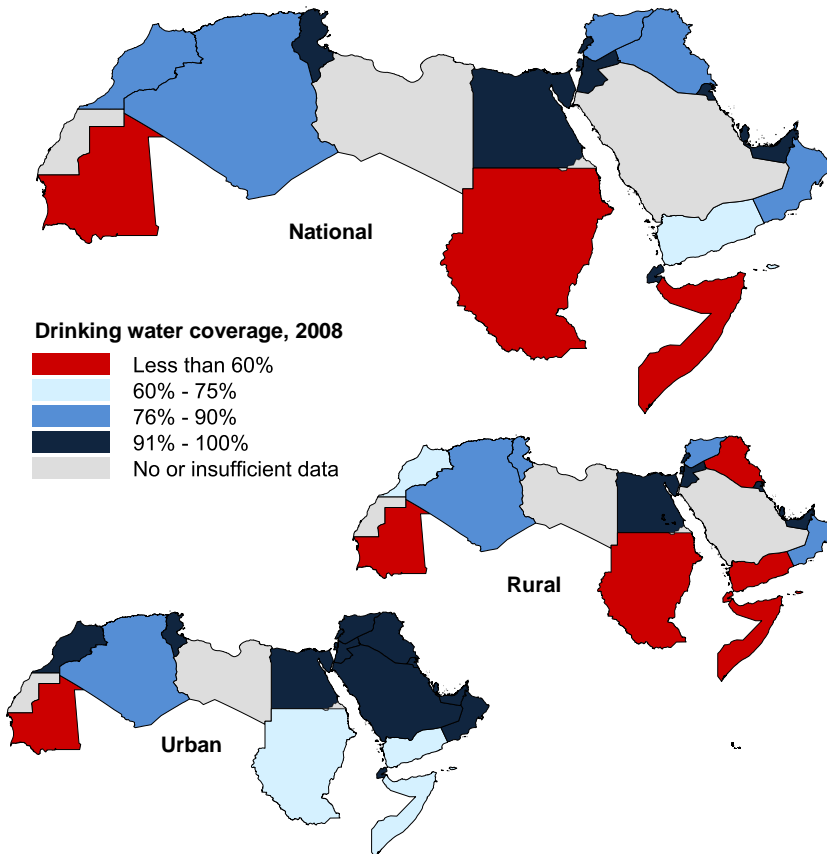 National
Drinking water coverage, 2008
Less than 60%
60% - 75%
76% - 90%
91% - 100%
No or insufficient data
Rural
Urban